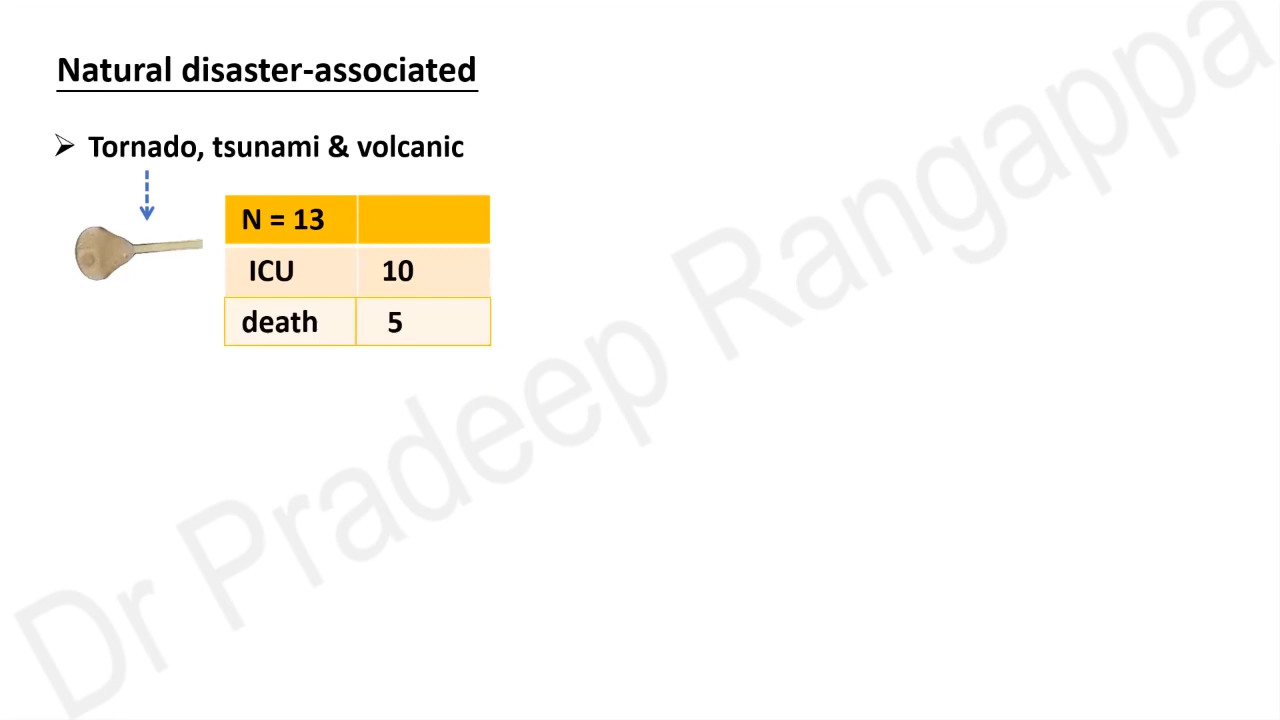 Natural disaster-associated
➢ Tornado, tsunami & volcanic
N = 13
ICU 10
death 5
Dr Pradeep Rangappa